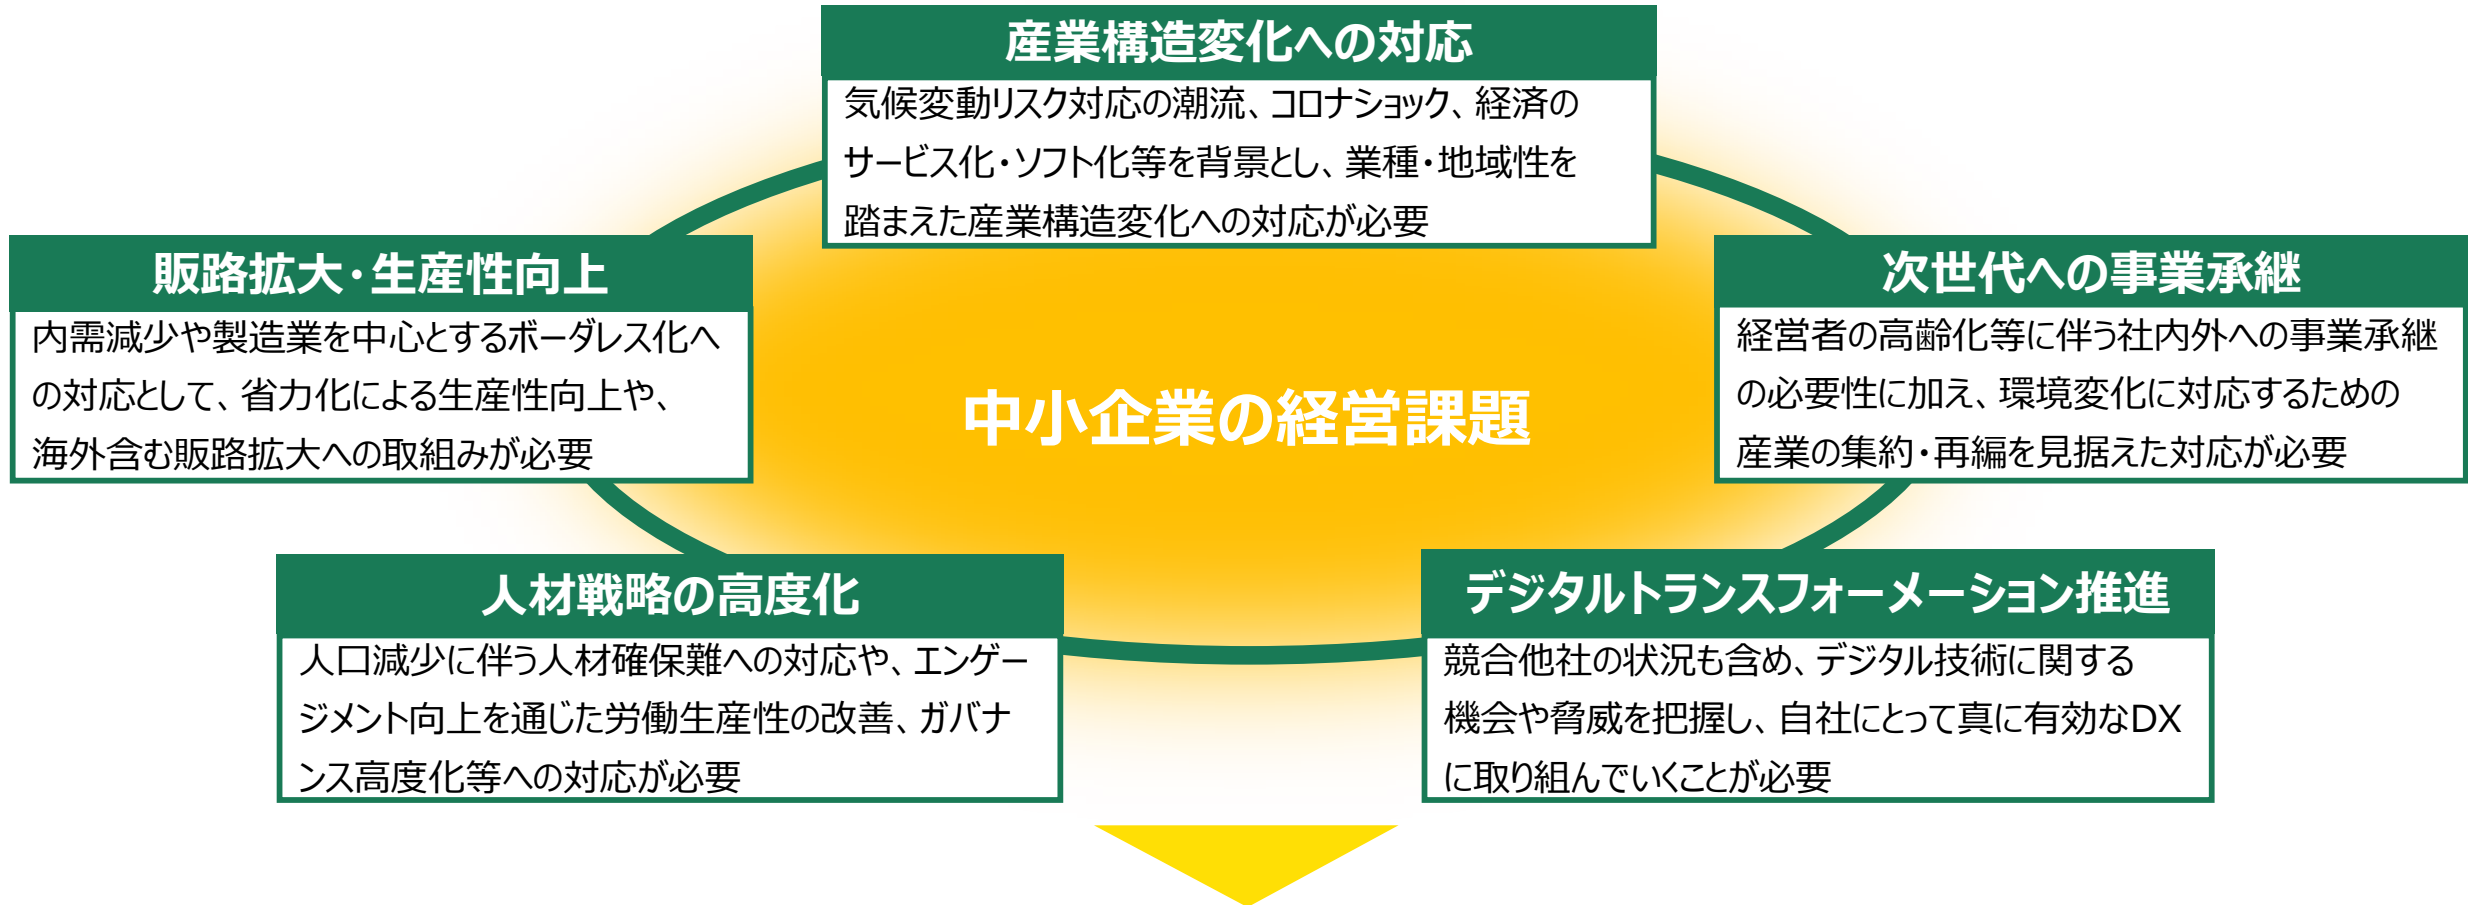 産業構造変化への対応
気候変動リスク対応の潮流、コロナショック、経済の
サービス化・ソフト化等を背景とし、業種・地域性を
踏まえた産業構造変化への対応が必要
販路拡大・生産性向上
内需減少や製造業を中心とするボーダレス化へ
の対応として、省力化による生産性向上や、
海外含む販路拡大への取組みが必要
次世代への事業承継
経営者の高齢化等に伴う社内外への事業承継
の必要性に加え、環境変化に対応するための
産業の集約・再編を見据えた対応が必要
中小企業の経営課題
人材戦略の高度化
人口減少に伴う人材確保難への対応や、エンゲー
ジメント向上を通じた労働生産性の改善、ガバナ
ンス高度化等への対応が必要
デジタルトランスフォーメーション推進
競合他社の状況も含め、デジタル技術に関する
機会や脅威を把握し、自社にとって真に有効なDX
に取り組んでいくことが必要